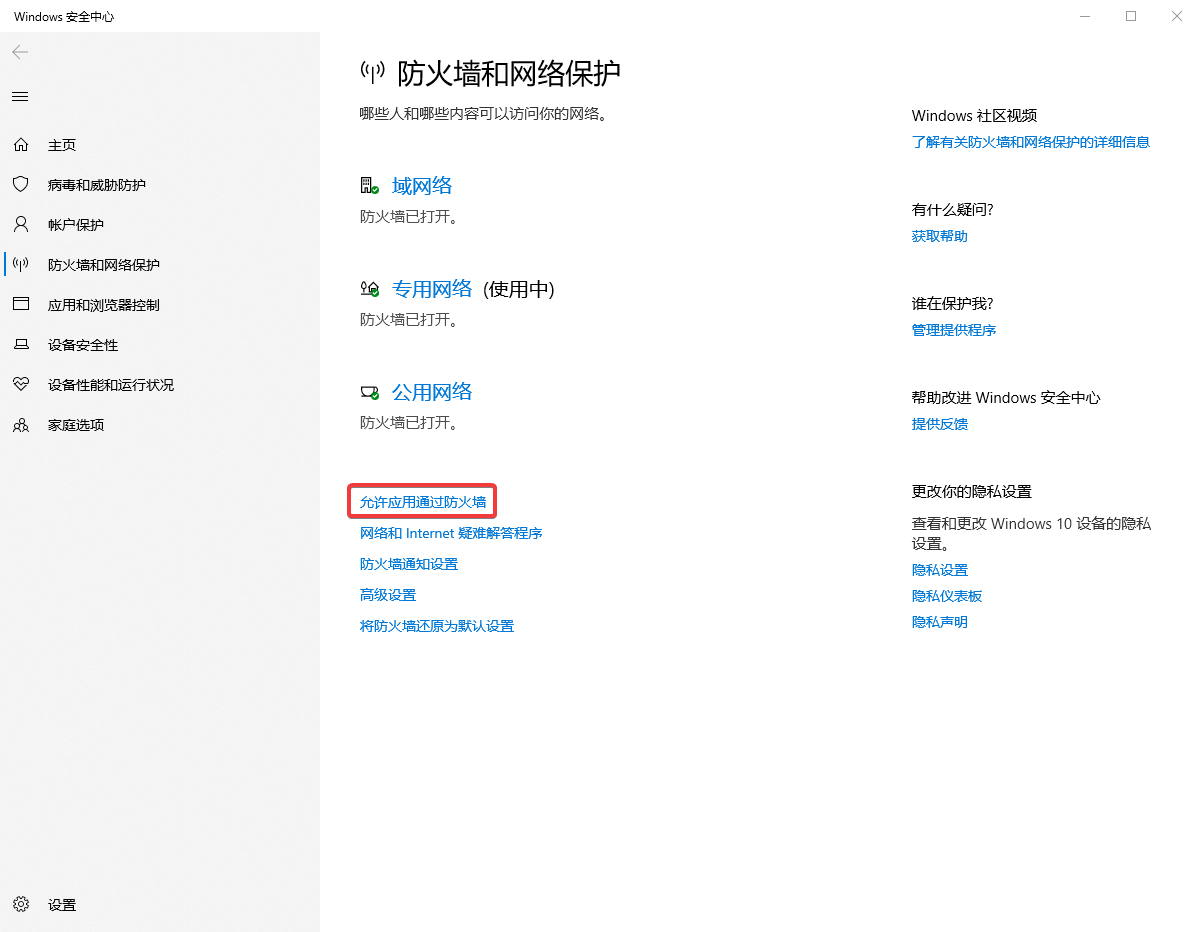 Windows 安全中心
主页
病毒和威胁防护
帐户保护
防火墙和网络保护
应用和浏览器控制
设备安全性
设备性能和运行状况
家庭选项
设置
防火墙和网络保护
哪些人和哪些内容可以访问你的网络。
域网络
防火墙已打开。
专用网络 (使用中)
防火墙已打开。
公用网络
防火墙已打开。
允许应用通过防火墙
网络和 Internet 疑难解答程序
防火墙通知设置
高级设置
将防火墙还原为默认设置
Windows 社区视频
了解有关防火墙和网络保护的详细信息
有什么疑问?
获取帮助
谁在保护我?
管理提供程序
帮助改进 Windows 安全中心
提供反馈
更改你的隐私设置
查看和更改 Windows 10 设备的隐私
设置。
隐私设置
隐私仪表板
隐私声明